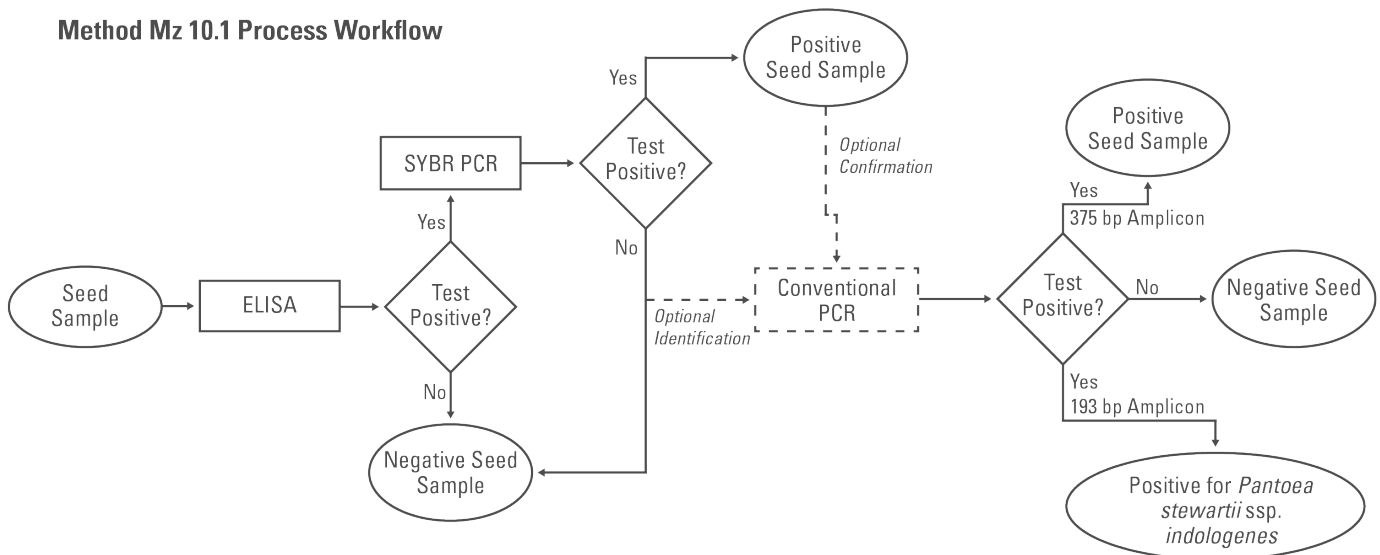 Method Mz 10.1 Process Workflow
Seed
Sample
ELISA
Test
Positive?
Yes
No
SYBR PCR
Negative Seed
Sample
Test
Positive?
Yes
No
Positive
Seed Sample
Optional
Confirmation
Optional
Identification
Conventional
PCR
Test
Positive?
Yes
375 bp Amplicon
Positive
Seed Sample
No
Negative Seed
Sample
Yes
193 bp Amplicon
Positive for Pantoea
stewartii ssp.
indologenes